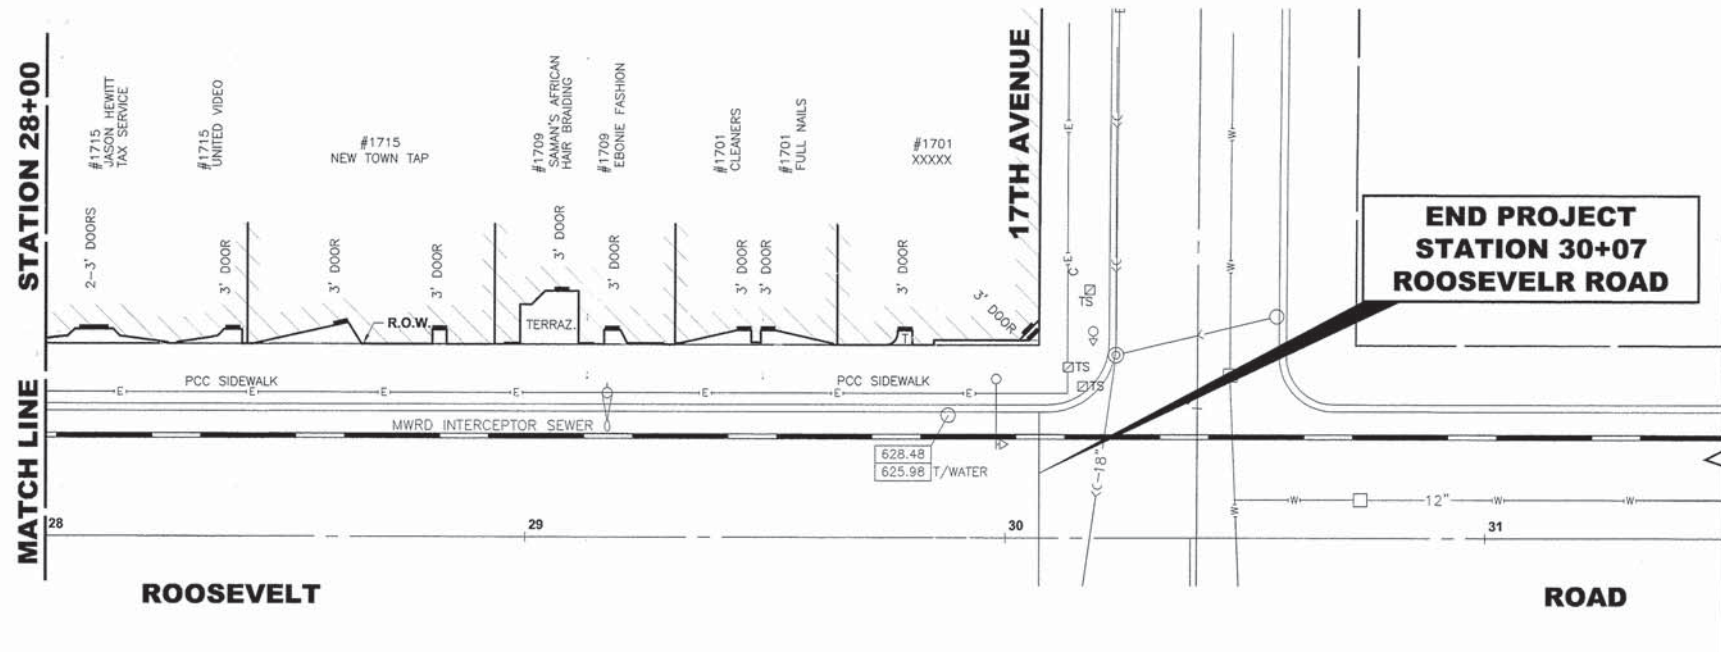 STATION 28+00
MATCH LINE
#1715
JASON HEWITT
TAX SERVICE
#1715
UNITED VIDEO
#1715
NEW TOWN TAP
#1709
SAMAN'S AFRICAN
HAIR BRAIDING
#1709
EBONIE FASHION
#1701
CLEANERS
#1701
FULL NAILS
#1701
XXXXX
17TH AVENUE
END PROJECT
STATION 30+07
ROOSEVELR ROAD
2-3' DOORS
3' DOOR
3' DOOR
3' DOOR
3' DOOR
3' DOOR
3' DOOR
3' DOOR
3' DOOR
3' DOOR
R.O.W.
TERRAZ.
T
TS
TS
TS
C
E
E
PCC SIDEWALK
PCC SIDEWALK
E
E
E
E
E
E
E
MWRD INTERCEPTOR SEWER
628.48
625.98 T/WATER
C-18"
W
W
W
W
12"
W
W
28
29
30
31
ROOSEVELT
ROAD